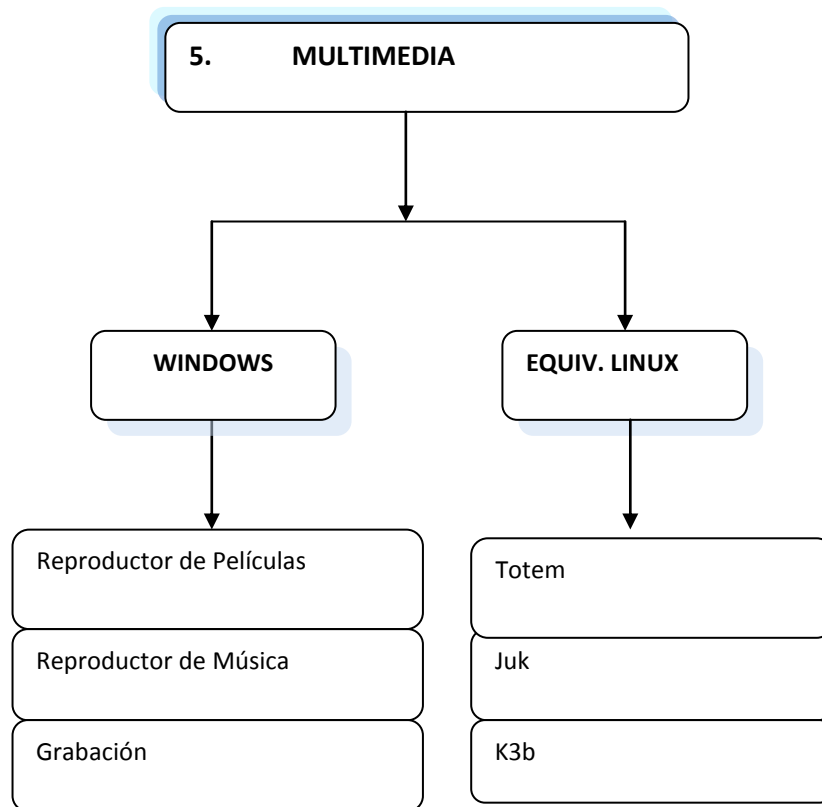 5. MULTIMEDIA
WINDOWS
EQUIV. LINUX
Reproductor de Películas
Reproductor de Música
Grabación
Totem
Juk
K3b